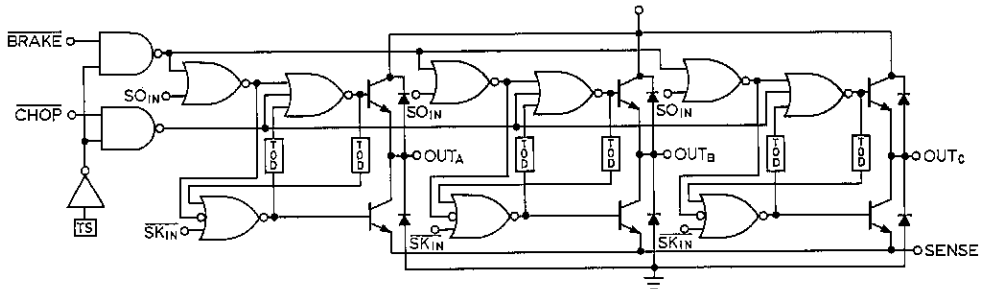 BRAKE
SO_IN
SO_IN
SO_IN
CHOP
TOD
TOD
OUT_A
TOD
TOD
OUT_B
TOD
TOD
OUT_C
TS
SK_IN
SK_IN
SK_IN
SENSE